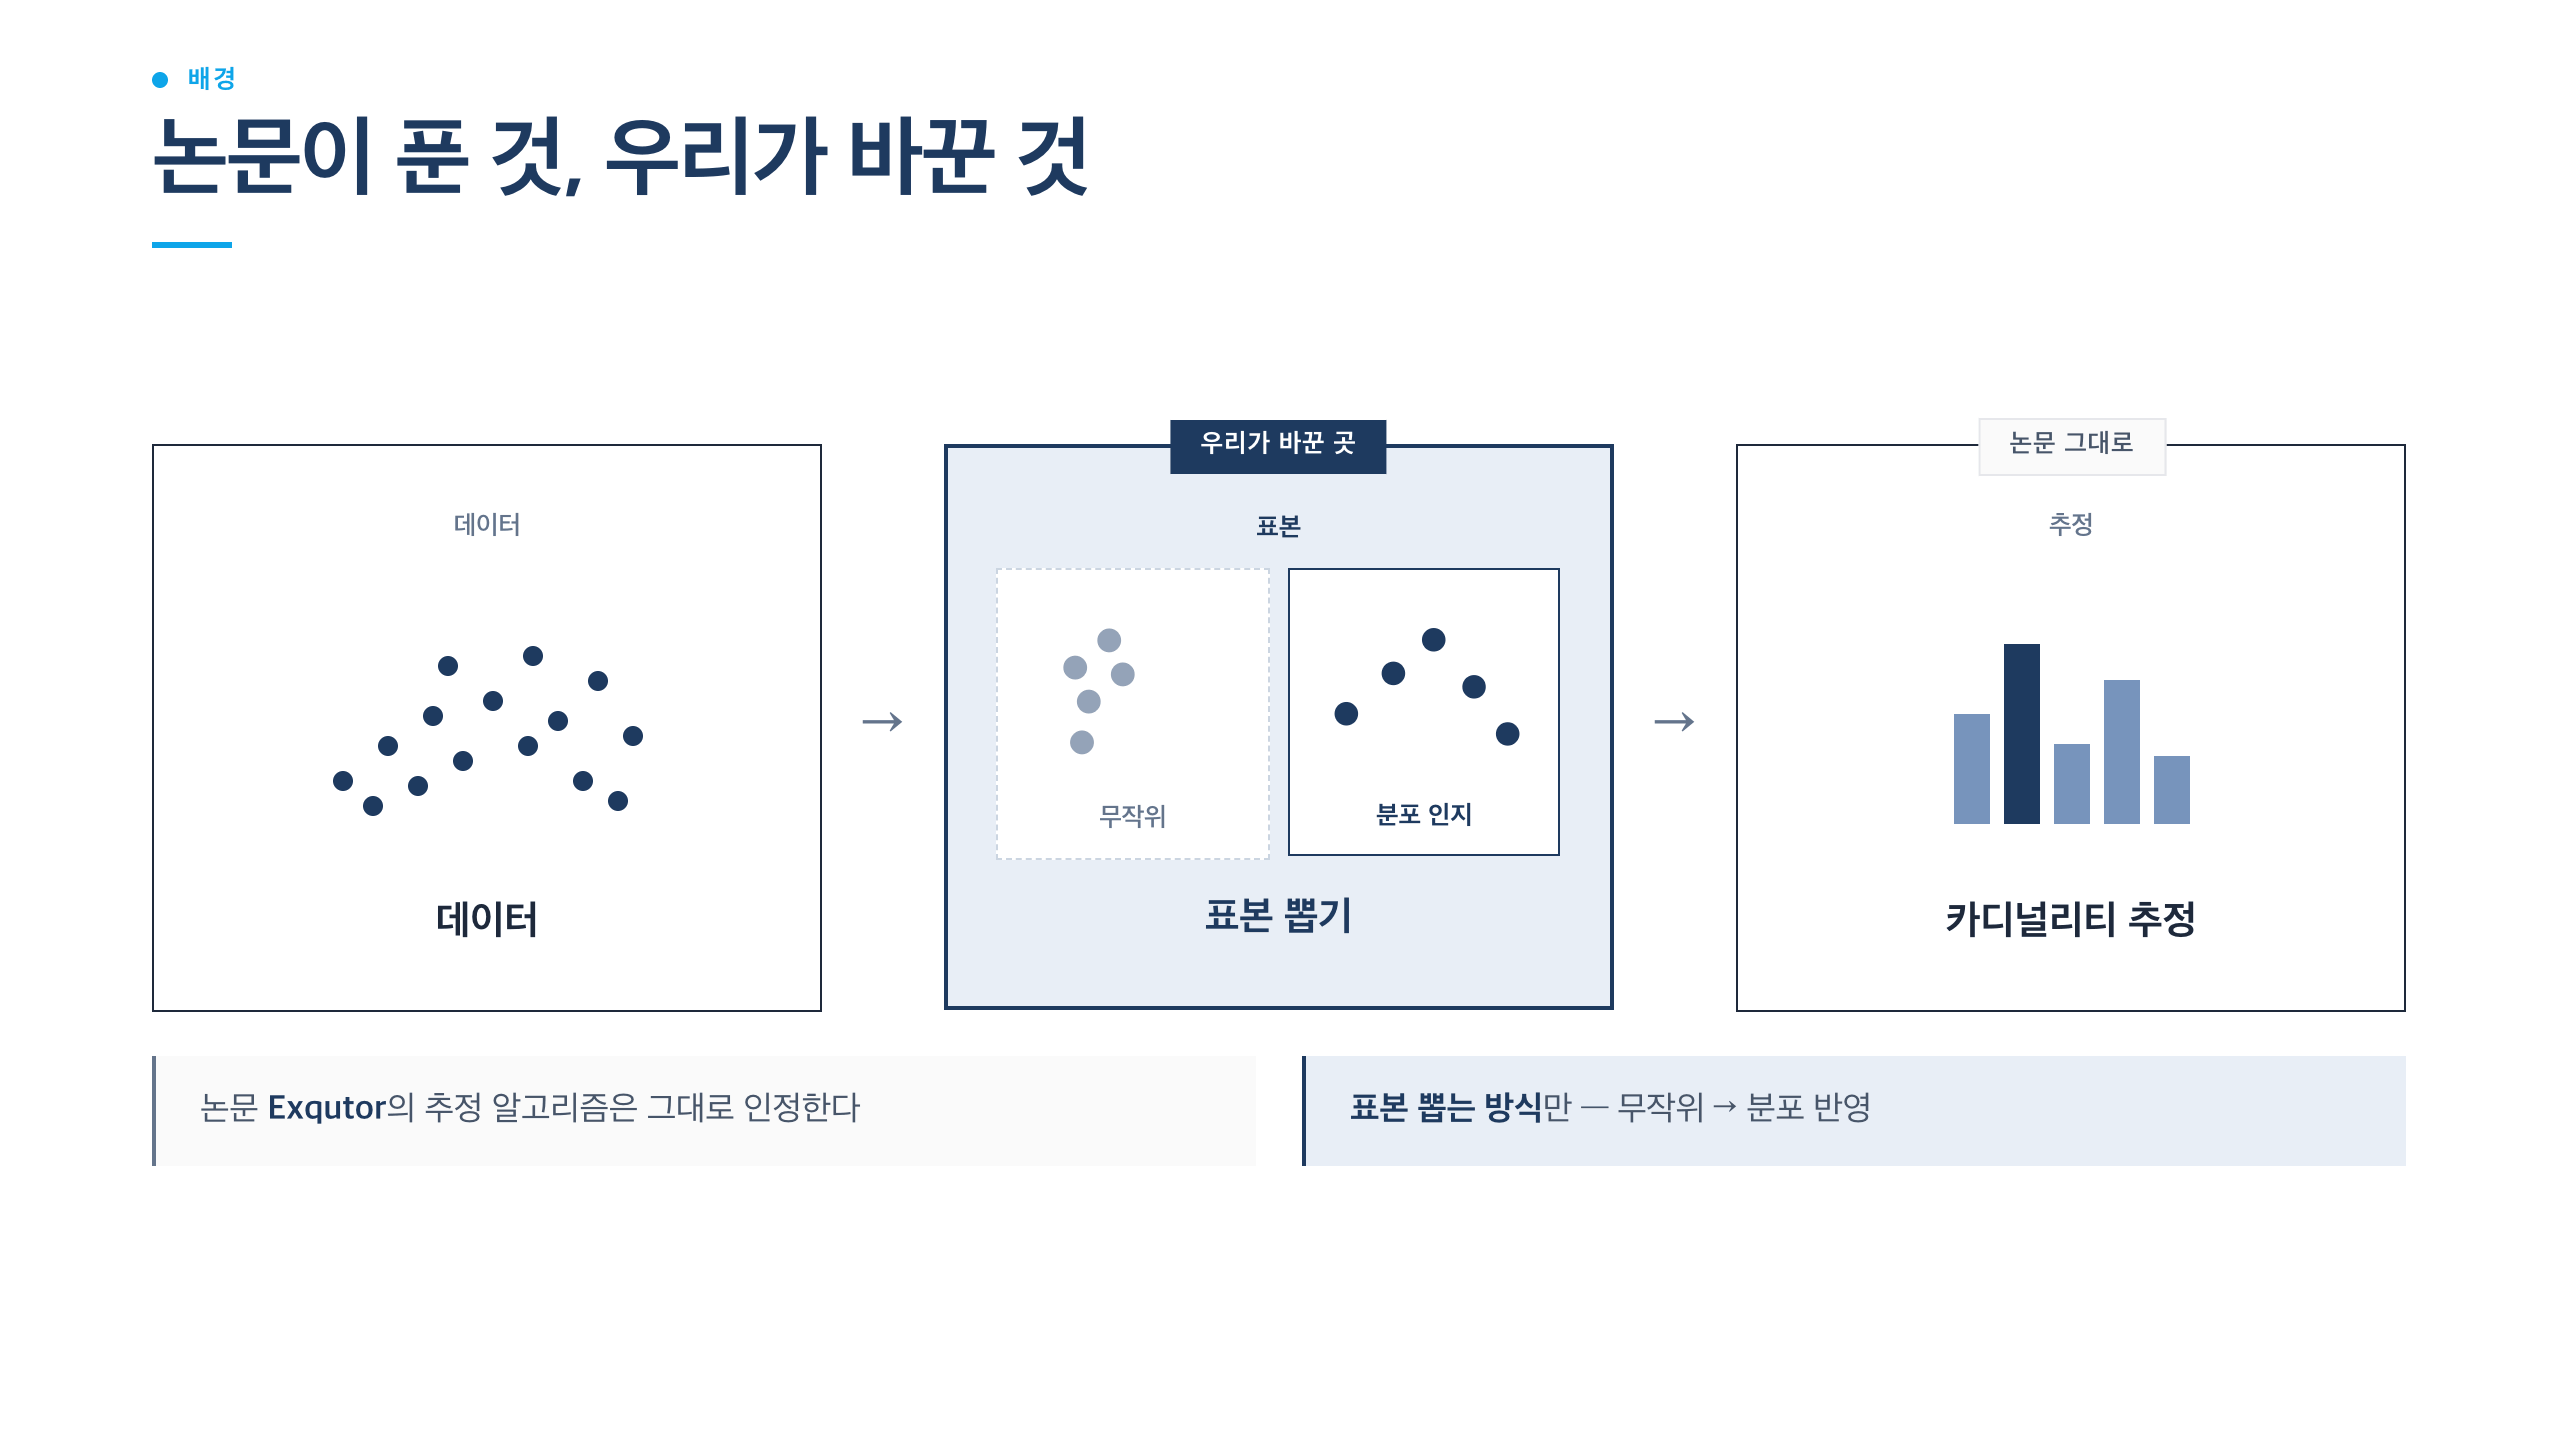 배경
논문이 푼 것, 우리가 바꾼 것
데이터
데이터
→
우리가 바꾼 곳
표본
무작위
분포 인지
표본 뽑기
→
논문 그대로
추정
카디널리티 추정
논문 Exqutor의 추정 알고리즘은 그대로 인정한다
표본 뽑는 방식만 — 무작위 → 분포 반영